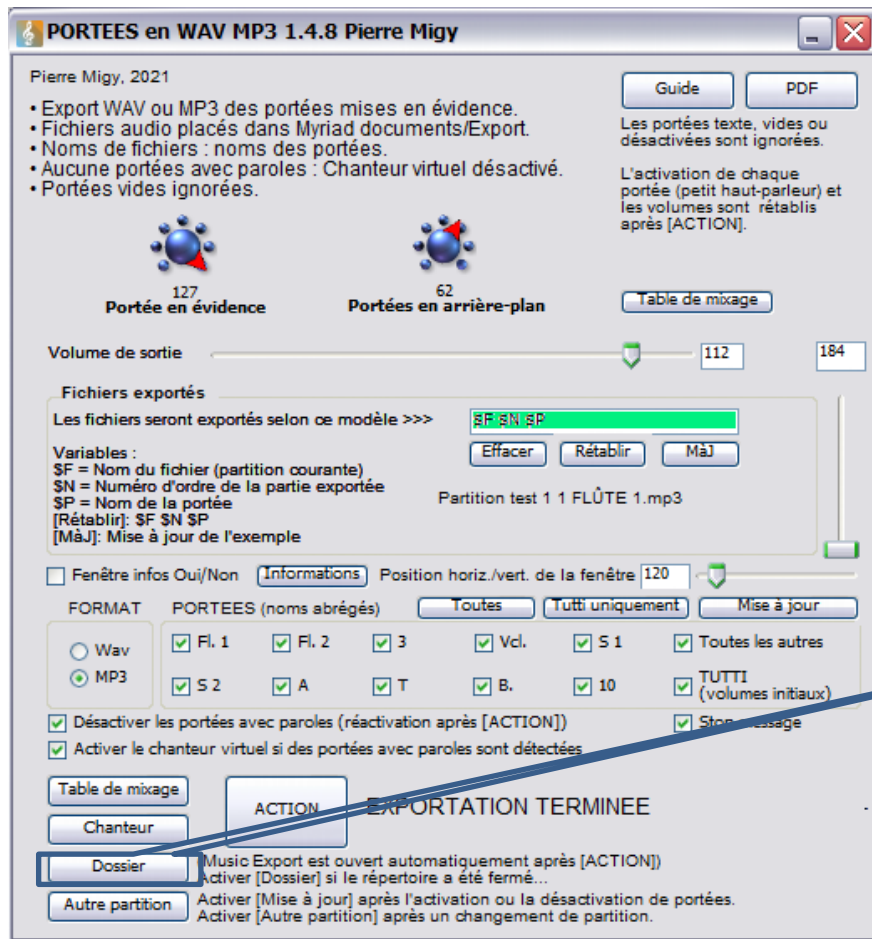 PORTEES en WAV MP3 1.4.8 Pierre Migy
Pierre Migy, 2021
• Export WAV ou MP3 des portées mises en évidence.
• Fichiers audio placés dans Myriad documents/Export.
• Noms de fichiers : noms des portées.
• Aucune portées avec paroles : Chanteur virtuel désactivé.
• Portées vides ignorées.
Guide PDF
Les portées texte, vides ou
désactivées sont ignorées.
L'activation de chaque
portée (petit haut-parleur) et
les volumes sont rétablis
après [ACTION].
127
Portée en évidence
62
Portées en arrière-plan
Table de mixage
Volume de sortie 112 184
Fichiers exportés
Les fichiers seront exportés selon ce modèle >>> $F $N $P
Effacer Rétablir MàJ
Variables :
$F = Nom du fichier (partition courante)
$N = Numéro d'ordre de la partie exportée
$P = Nom de la portée
[Rétablir]: $F $N $P
[MàJ]: Mise à jour de l'exemple
Partition test 1 1 FLÛTE 1.mp3
Fenêtre infos Oui/Non Informations Position horiz./vert. de la fenêtre 120
FORMAT PORTEES (noms abrégés) Toutes Tutti uniquement Mise à jour
Wav
MP3
Fl. 1 Fl. 2 3 Vcl. S 1 Toutes les autres
S 2 A T B. 10 TUTTI
(volumes initiaux)
Désactiver les portées avec paroles (réactivation après [ACTION]) Stop message
Activer le chanteur virtuel si des portées avec paroles sont détectées
Table de mixage
Chanteur
ACTION EXPORTATION TERMINEE -
Dossier (Music Export est ouvert automatiquement après [ACTION])
Activer [Dossier] si le répertoire a été fermé...
Autre partition Activer [Mise à jour] après l'activation ou la désactivation de portées.
Activer [Autre partition] après un changement de partition.